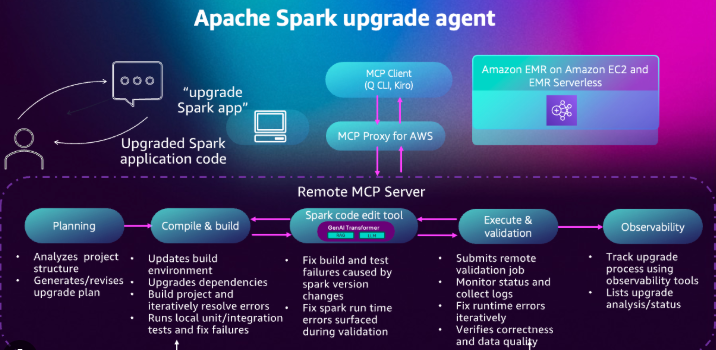 Apache Spark upgrade agent
"upgrade
Spark app"
Upgraded Spark
application code
MCP Client
(Q CLI, Kiro)
MCP Proxy for AWS
Amazon EMR on Amazon EC2 and
EMR Serverless
Remote MCP Server
Planning
• Analyzes project
structure
• Generates/revises
upgrade plan
Compile & build
• Updates build
environment
• Upgrades dependencies
• Build project and
iteratively resolve errors
• Runs local unit/integration
tests and fix failures
Spark code edit tool
GenAI Transformer
• Fix build and test
failures caused by
spark version
changes
• Fix spark run time
errors surfaced
during validation
Execute &
validation
• Submits remote
validation job
• Monitor status and
collect logs
• Fix runtime errors
iteratively
• Verifies correctness
and data quality
Observability
• Track upgrade
process using
observability tools
• Lists upgrade
analysis/status